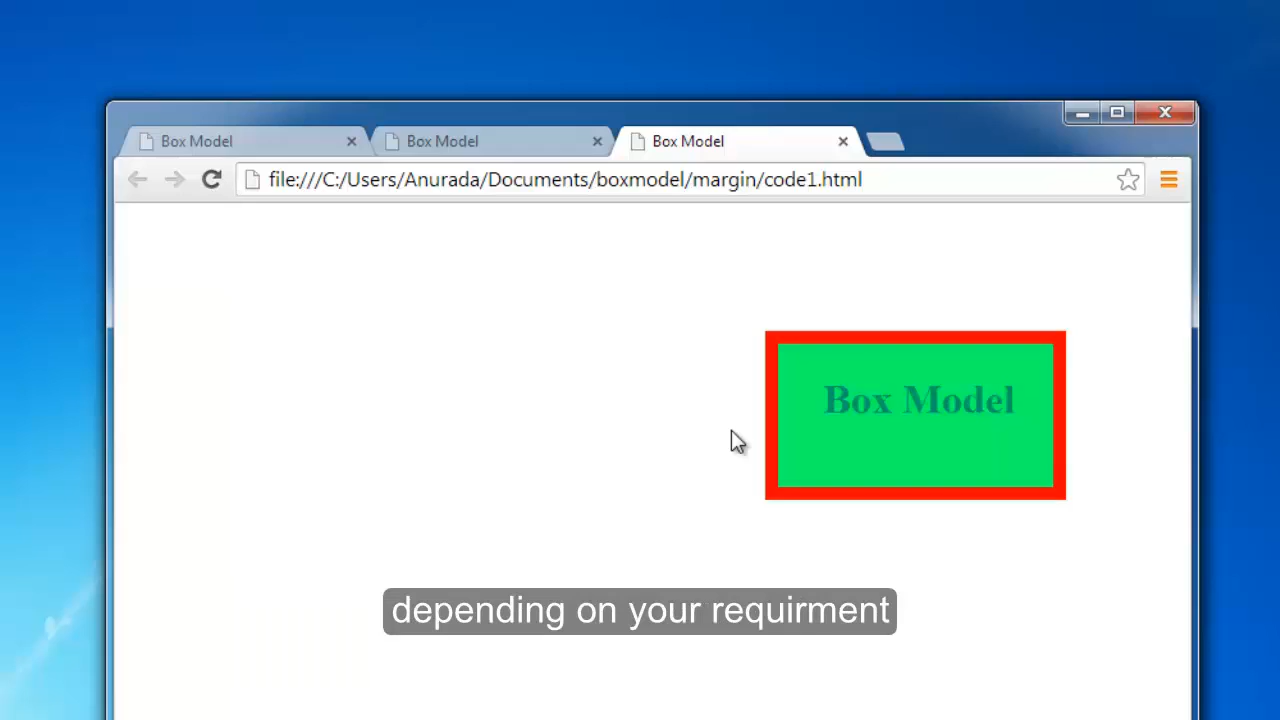 Box Model
Box Model
Box Model
file:///C:/Users/Anurada/Documents/boxmodel/margin/code1.html
Box Model
depending on your requirment